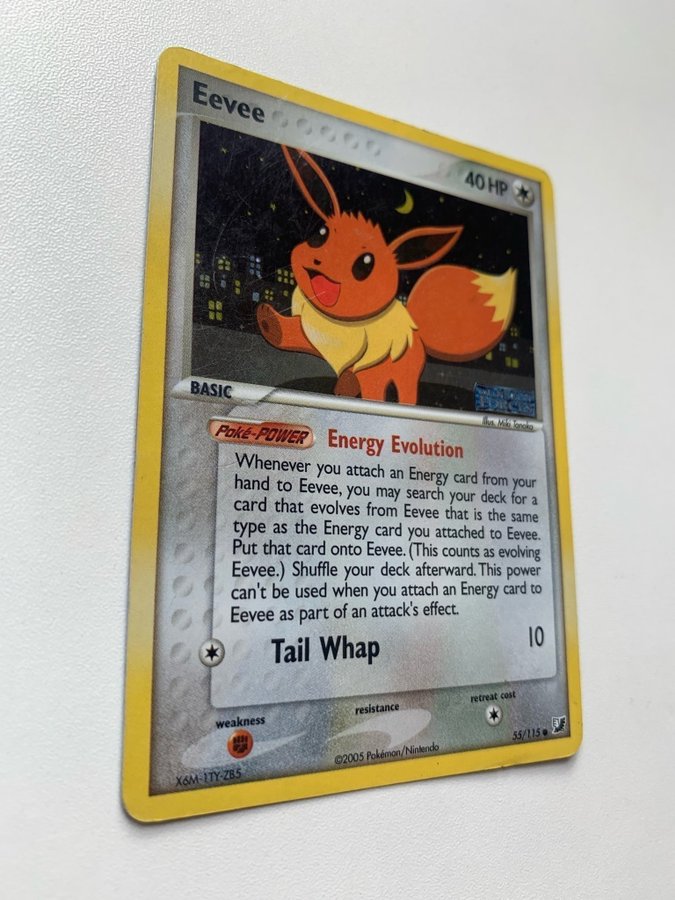 Eevee
40 HP
BASIC
Illus. Miki Tanaka
Poké-POWER Energy Evolution
Whenever you attach an Energy card from your
hand to Eevee, you may search your deck for a
card that evolves from Eevee that is the same
type as the Energy card you attached to Eevee.
Put that card onto Eevee. (This counts as evolving
Eevee.) Shuffle your deck afterward. This power
can't be used when you attach an Energy card to
Eevee as part of an attack's effect.
Tail Whap 10
weakness resistance retreat cost
55/115
X6M-1TY-ZB5 ©2005 Pokémon/Nintendo